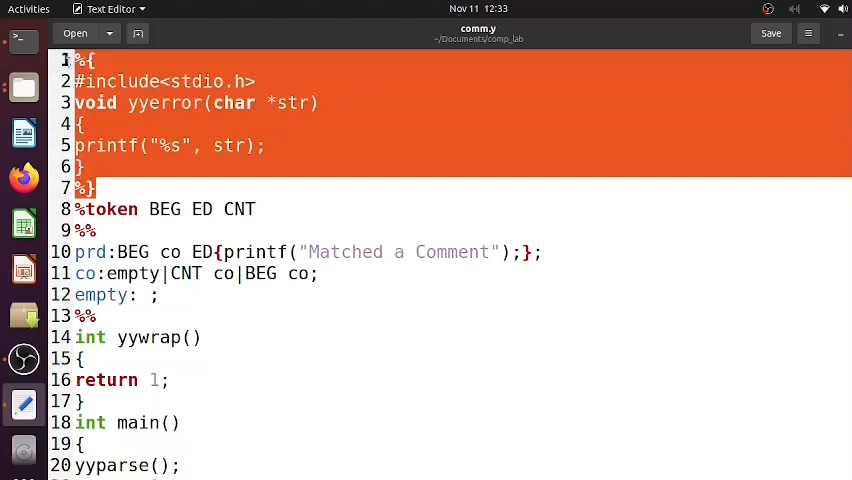 Activities
Text Editor
Nov 11 12:33
Open
comm.y
~/Documents/comp_lab
Save
1 %{
2 #include<stdio.h>
3 void yyerror(char *str)
4 {
5 printf("%s", str);
6 }
7 %}
8 %token BEG ED CNT
9 %%
10 prd:BEG co ED{printf("Matched a Comment");};
11 co:empty|CNT co|BEG co;
12 empty: ;
13 %%
14 int yywrap()
15 {
16 return 1;
17 }
18 int main()
19 {
20 yyparse();